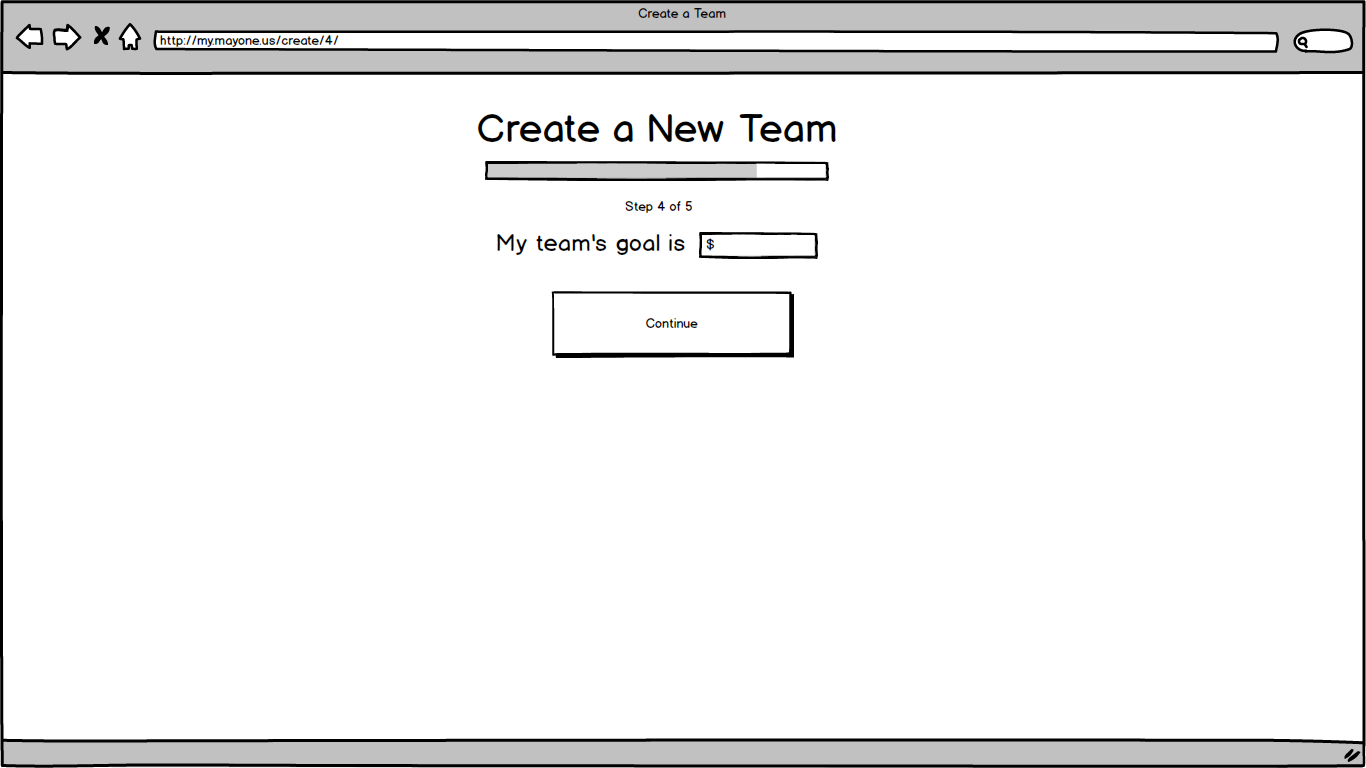 Create a Team
http://my.mayone.us/create/4/
Create a New Team
Step 4 of 5
My team's goal is $
Continue